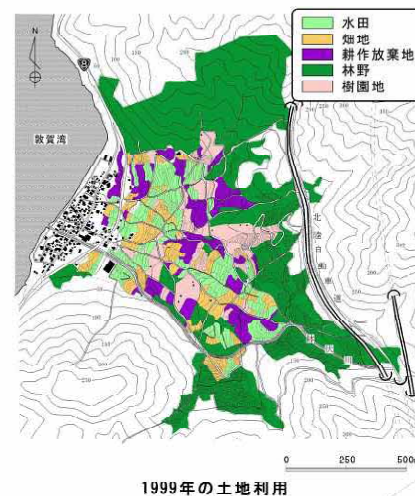 水田
畑地
耕作放棄地
林野
樹園地
N
8
敦賀湾
北陸自動車道
0 250 500m
1999年の土地利用